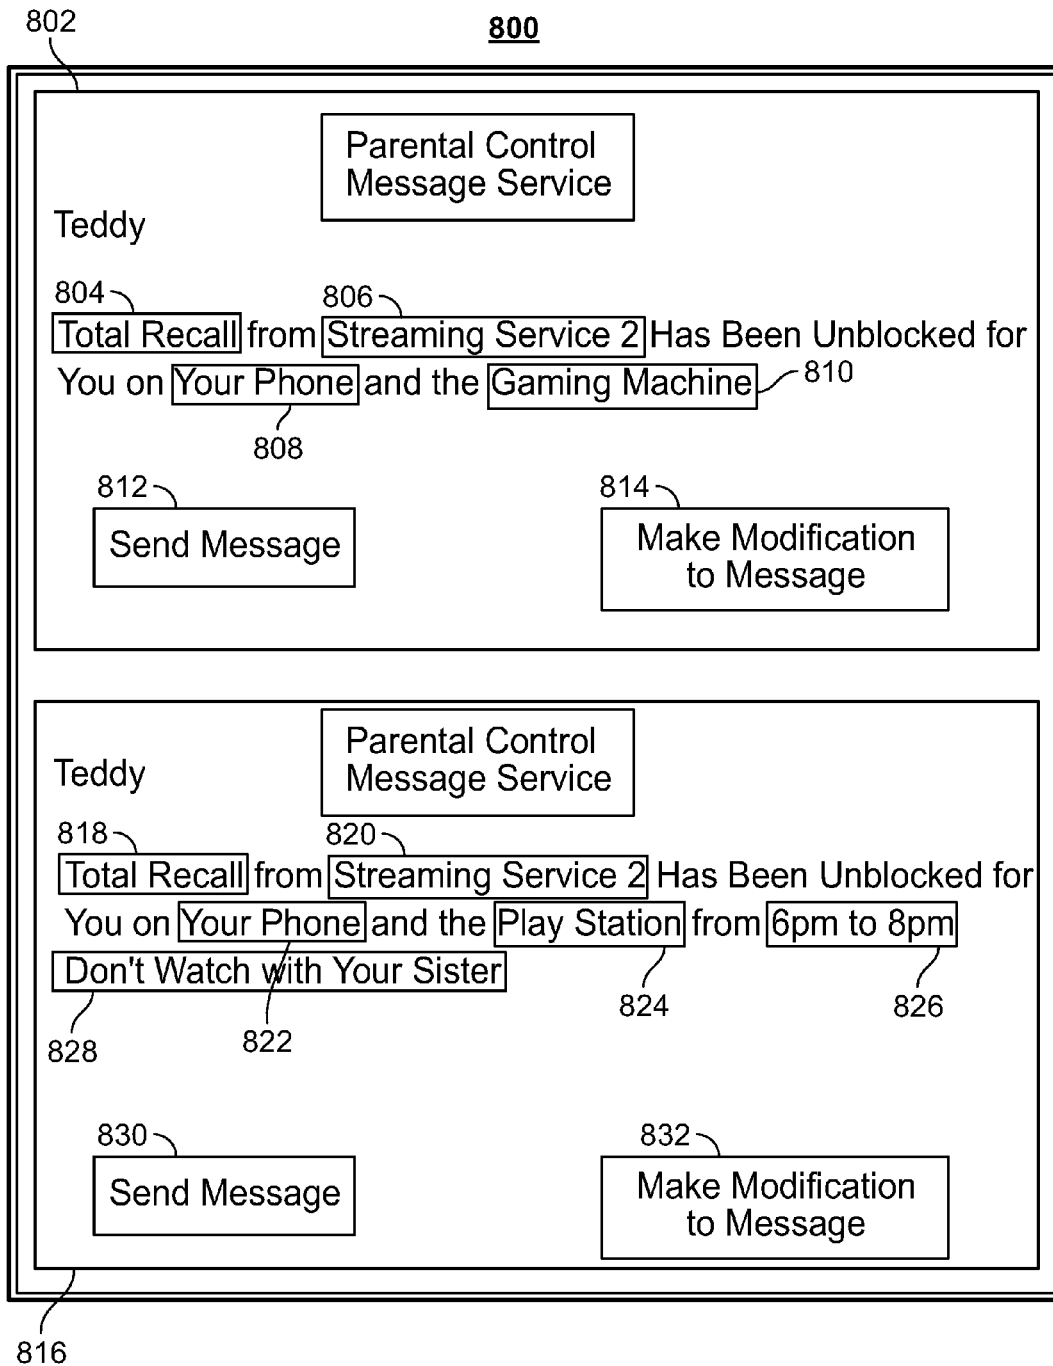 800
802
Parental Control
Message Service
Teddy
804
806
Total Recall from Streaming Service 2 Has Been Unblocked for
You on Your Phone and the Gaming Machine
810
808
812
814
Send Message
Make Modification
to Message
Parental Control
Message Service
Teddy
818
820
Total Recall from Streaming Service 2 Has Been Unblocked for
You on Your Phone and the Play Station from 6pm to 8pm
Don't Watch with Your Sister
824
826
828
822
830
832
Send Message
Make Modification
to Message
816